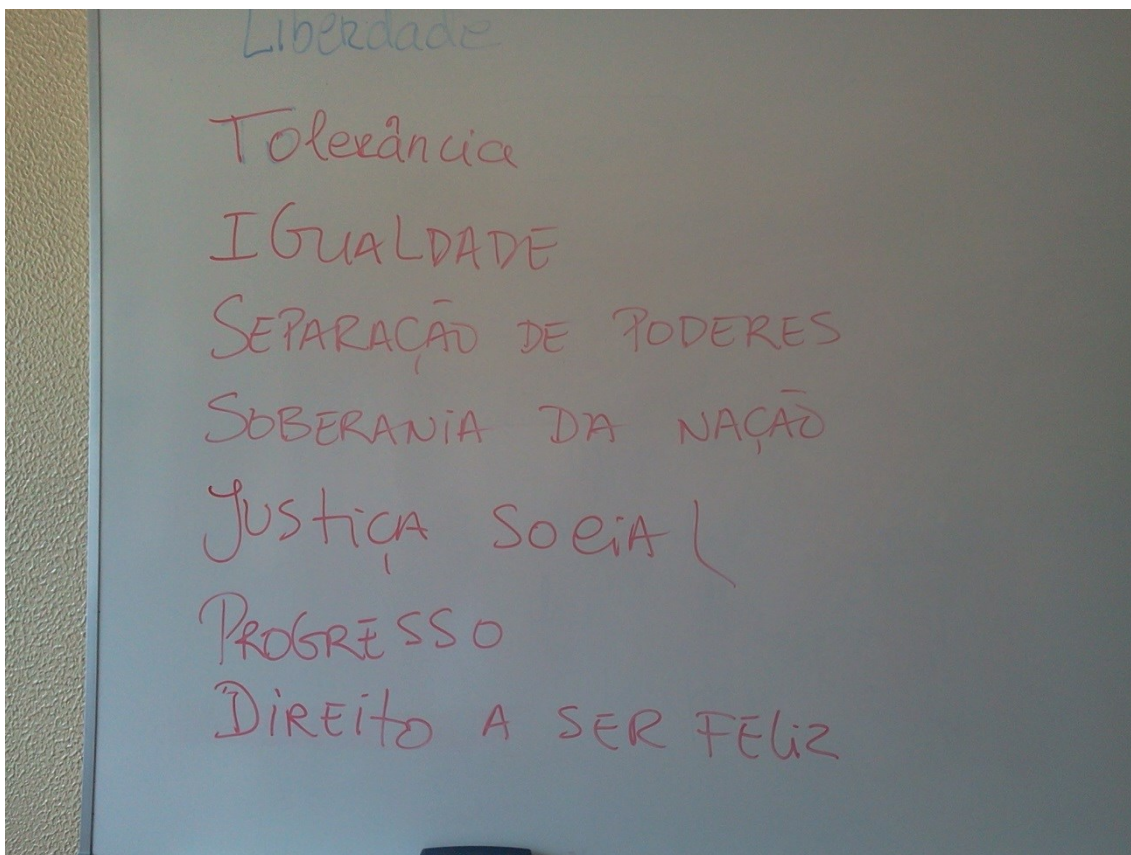 Liberdade
Tolerância
IGUALDADE
SEPARAÇÃO DE PODERES
SOBERANiA DA NAÇÃO
JUStiçA SociAl
PROGRESSO
DiREito A SER FEliz